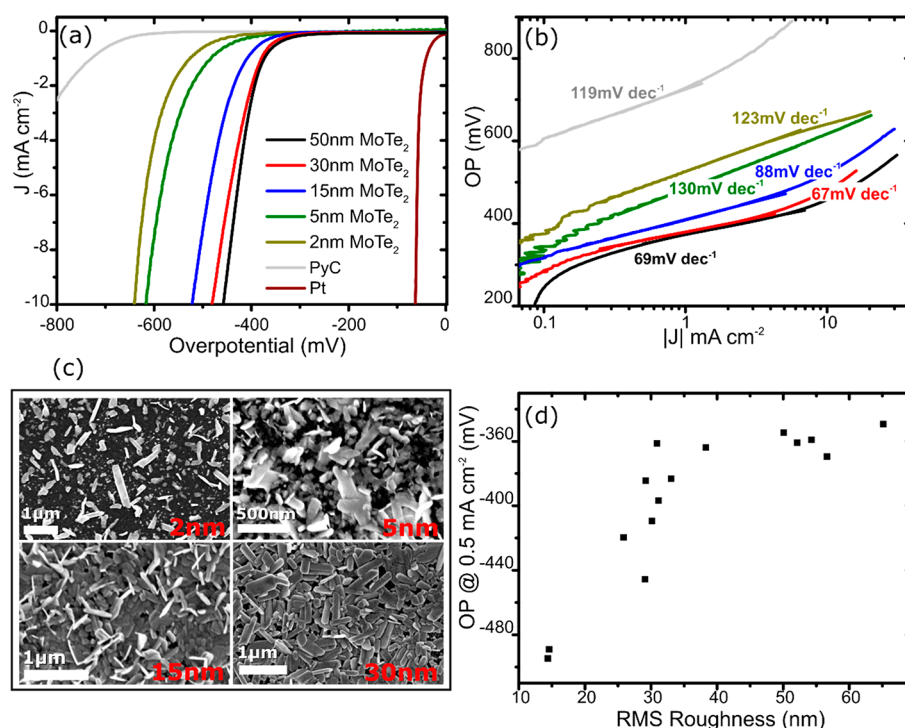 (a)
J (mA cm-2)
0
-2
-4
-6
-8
-10
-800
-600
-400
-200
0
Overpotential (mV)
50nm MoTe2
30nm MoTe2
15nm MoTe2
5nm MoTe2
2nm MoTe2
PyC
Pt
(b)
OP (mV)
800
600
400
200
0.1
1
10
|J| mA cm-2
119mV dec-1
123mV dec-1
130mV dec-1
88mV dec-1
67mV dec-1
69mV dec-1
(c)
1µm
2nm
500nm
5nm
1µm
15nm
1µm
30nm
(d)
OP @ 0.5 mA cm-2 (mV)
-360
-400
-440
-480
10
20
30
40
50
60
RMS Roughness (nm)